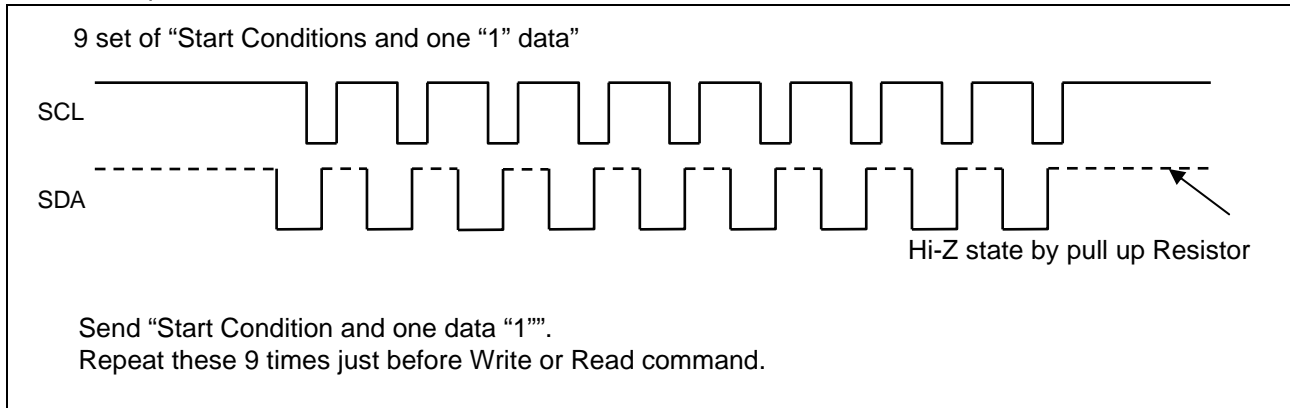 9 set of “Start Conditions and one “1” data”
SCL
SDA
Hi-Z state by pull up Resistor
Send “Start Condition and one data “1””.
Repeat these 9 times just before Write or Read command.